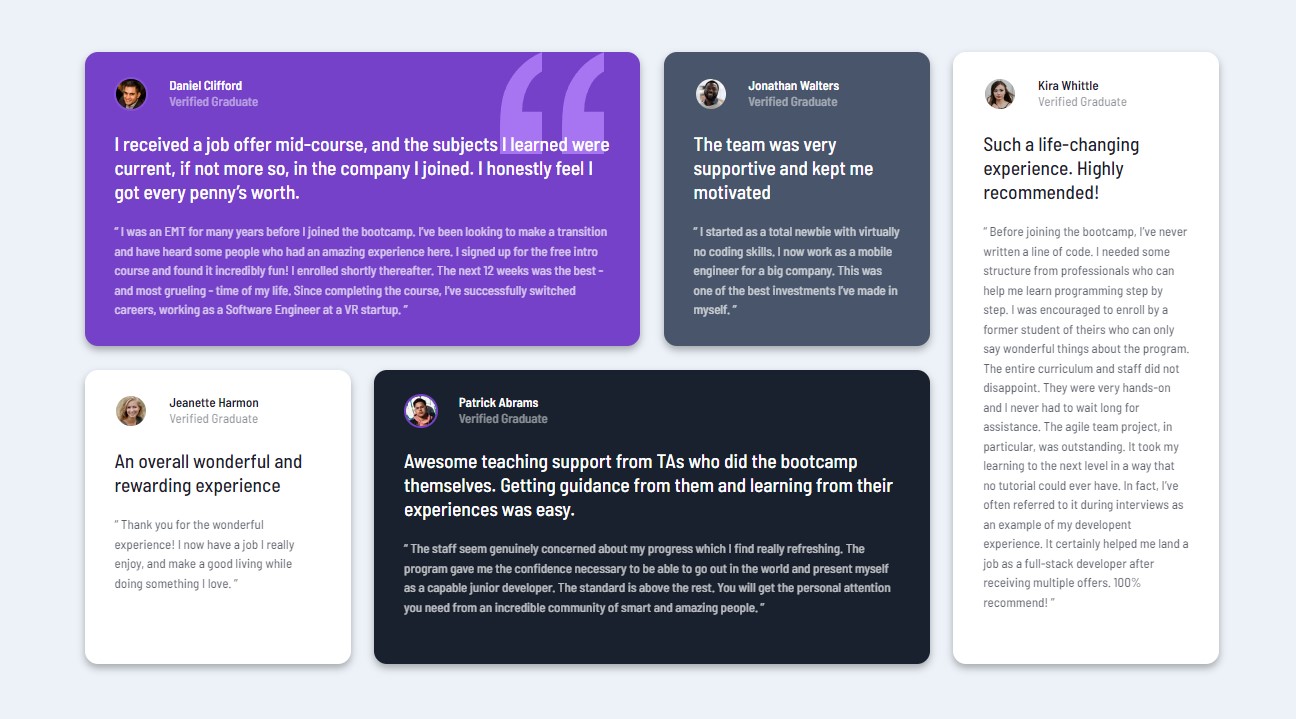 Daniel Clifford
Verified Graduate
I received a job offer mid-course, and the subjects I learned were
current, if not more so, in the company I joined. I honestly feel I
got every penny’s worth.
“ I was an EMT for many years before I joined the bootcamp. I’ve been looking to make a transition
and have heard some people who had an amazing experience here. I signed up for the free intro
course and found it incredibly fun! I enrolled shortly thereafter. The next 12 weeks was the best –
and most grueling – time of my life. Since completing the course, I’ve successfully switched
careers, working as a Software Engineer at a VR startup. ”
Jonathan Walters
Verified Graduate
The team was very
supportive and kept me
motivated
“ I started as a total newbie with virtually
no coding skills. I now work as a mobile
engineer for a big company. This was
one of the best investments I’ve made in
myself. ”
Kira Whittle
Verified Graduate
Such a life-changing
experience. Highly
recommended!
“ Before joining the bootcamp, I’ve never
written a line of code. I needed some
structure from professionals who can
help me learn programming step by
step. I was encouraged to enroll by a
former student of theirs who can only
say wonderful things about the program.
The entire curriculum and staff did not
disappoint. They were very hands-on
and I never had to wait long for
assistance. The agile team project, in
particular, was outstanding. It took my
learning to the next level in a way that
no tutorial could ever have. In fact, I’ve
often referred to it during interviews as
an example of my developent
experience. It certainly helped me land a
job as a full-stack developer after
receiving multiple offers. 100%
recommend! ”
Jeanette Harmon
Verified Graduate
An overall wonderful and
rewarding experience
“ Thank you for the wonderful
experience! I now have a job I really
enjoy, and make a good living while
doing something I love. ”
Patrick Abrams
Verified Graduate
Awesome teaching support from TAs who did the bootcamp
themselves. Getting guidance from them and learning from their
experiences was easy.
“ The staff seem genuinely concerned about my progress which I find really refreshing. The
program gave me the confidence necessary to be able to go out in the world and present myself
as a capable junior developer. The standard is above the rest. You will get the personal attention
you need from an incredible community of smart and amazing people. ”